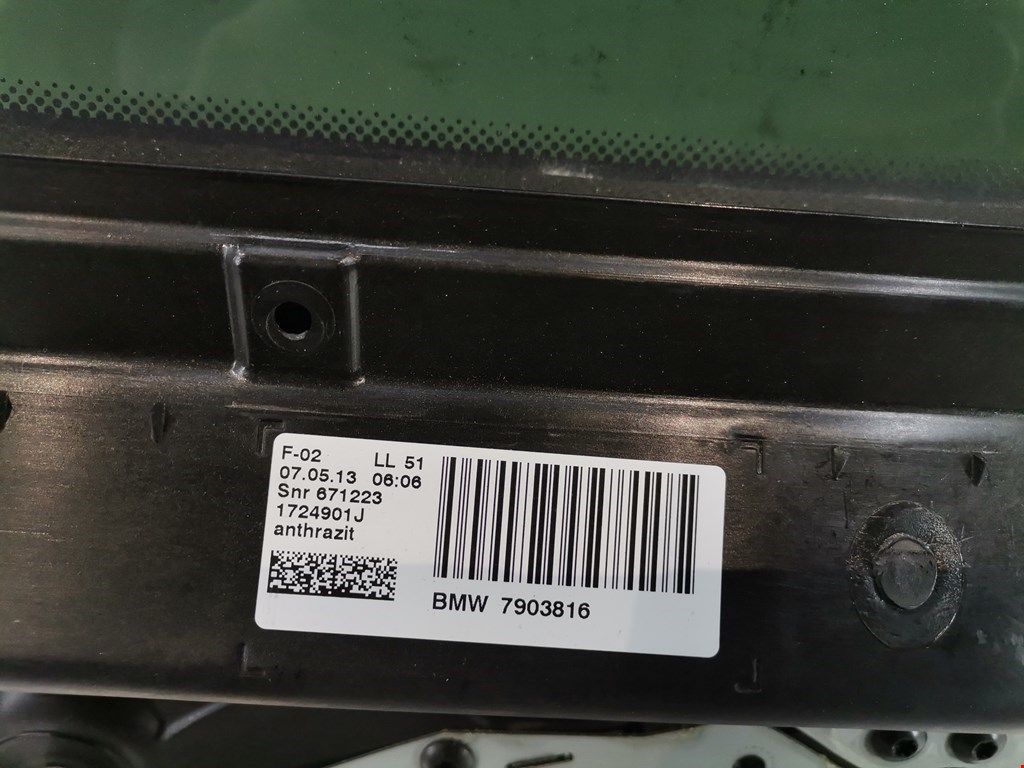 F-02 LL 51
07.05.13 06:06
Snr 671223
1724901J
anthrazit
BMW 7903816